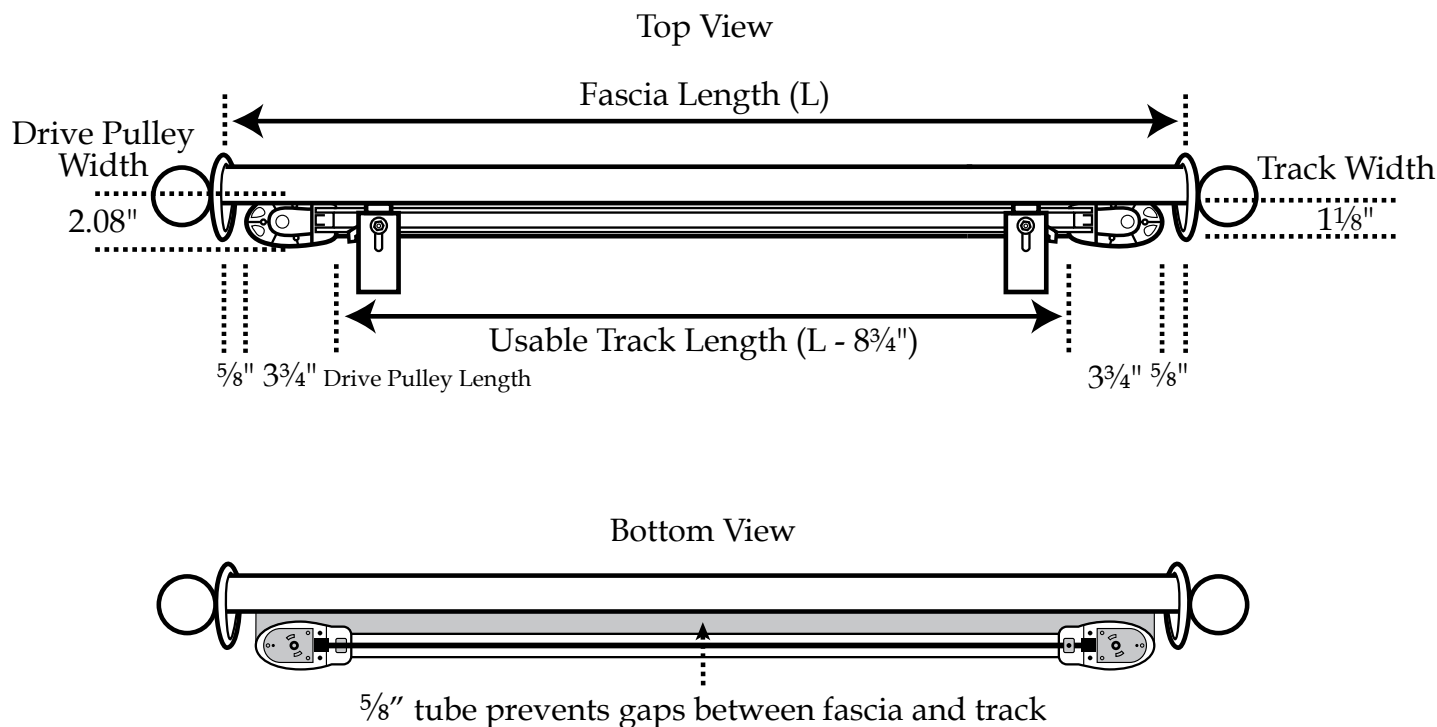 Top View
Fascia Length (L)
Drive Pulley
Width
Track Width
2.08"
1⅛"
Usable Track Length (L - 8¾")
⅝" 3¾" Drive Pulley Length
3¾" ⅝"
Bottom View
⅝” tube prevents gaps between fascia and track